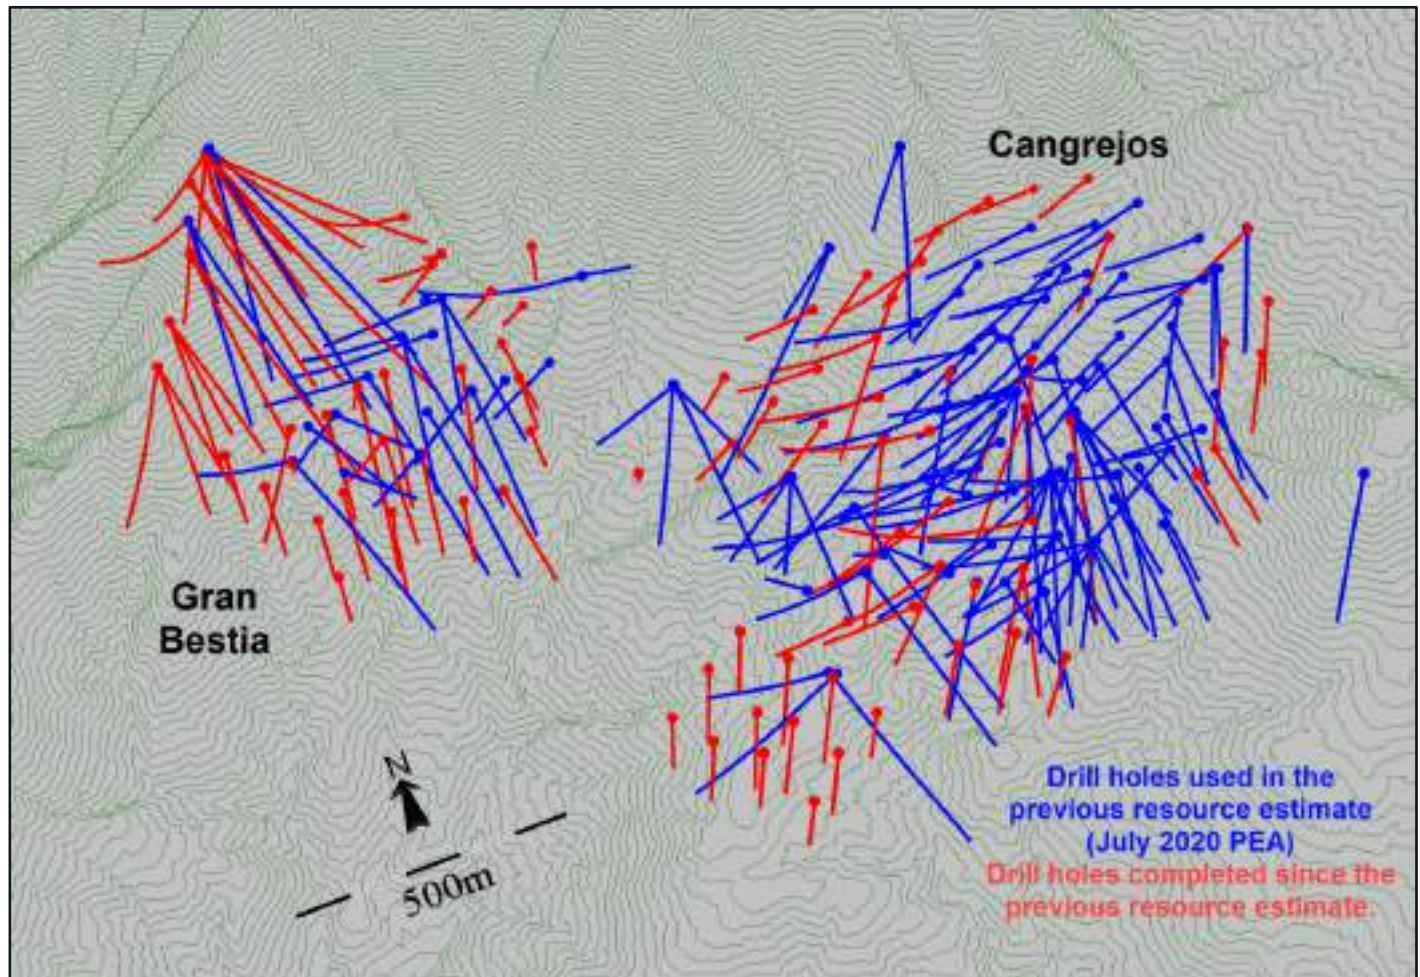 Cangrejos
Gran
Bestia
N
500m
Drill holes used in the
previous resource estimate
(July 2020 PEA)
Drill holes completed since the
previous resource estimate.